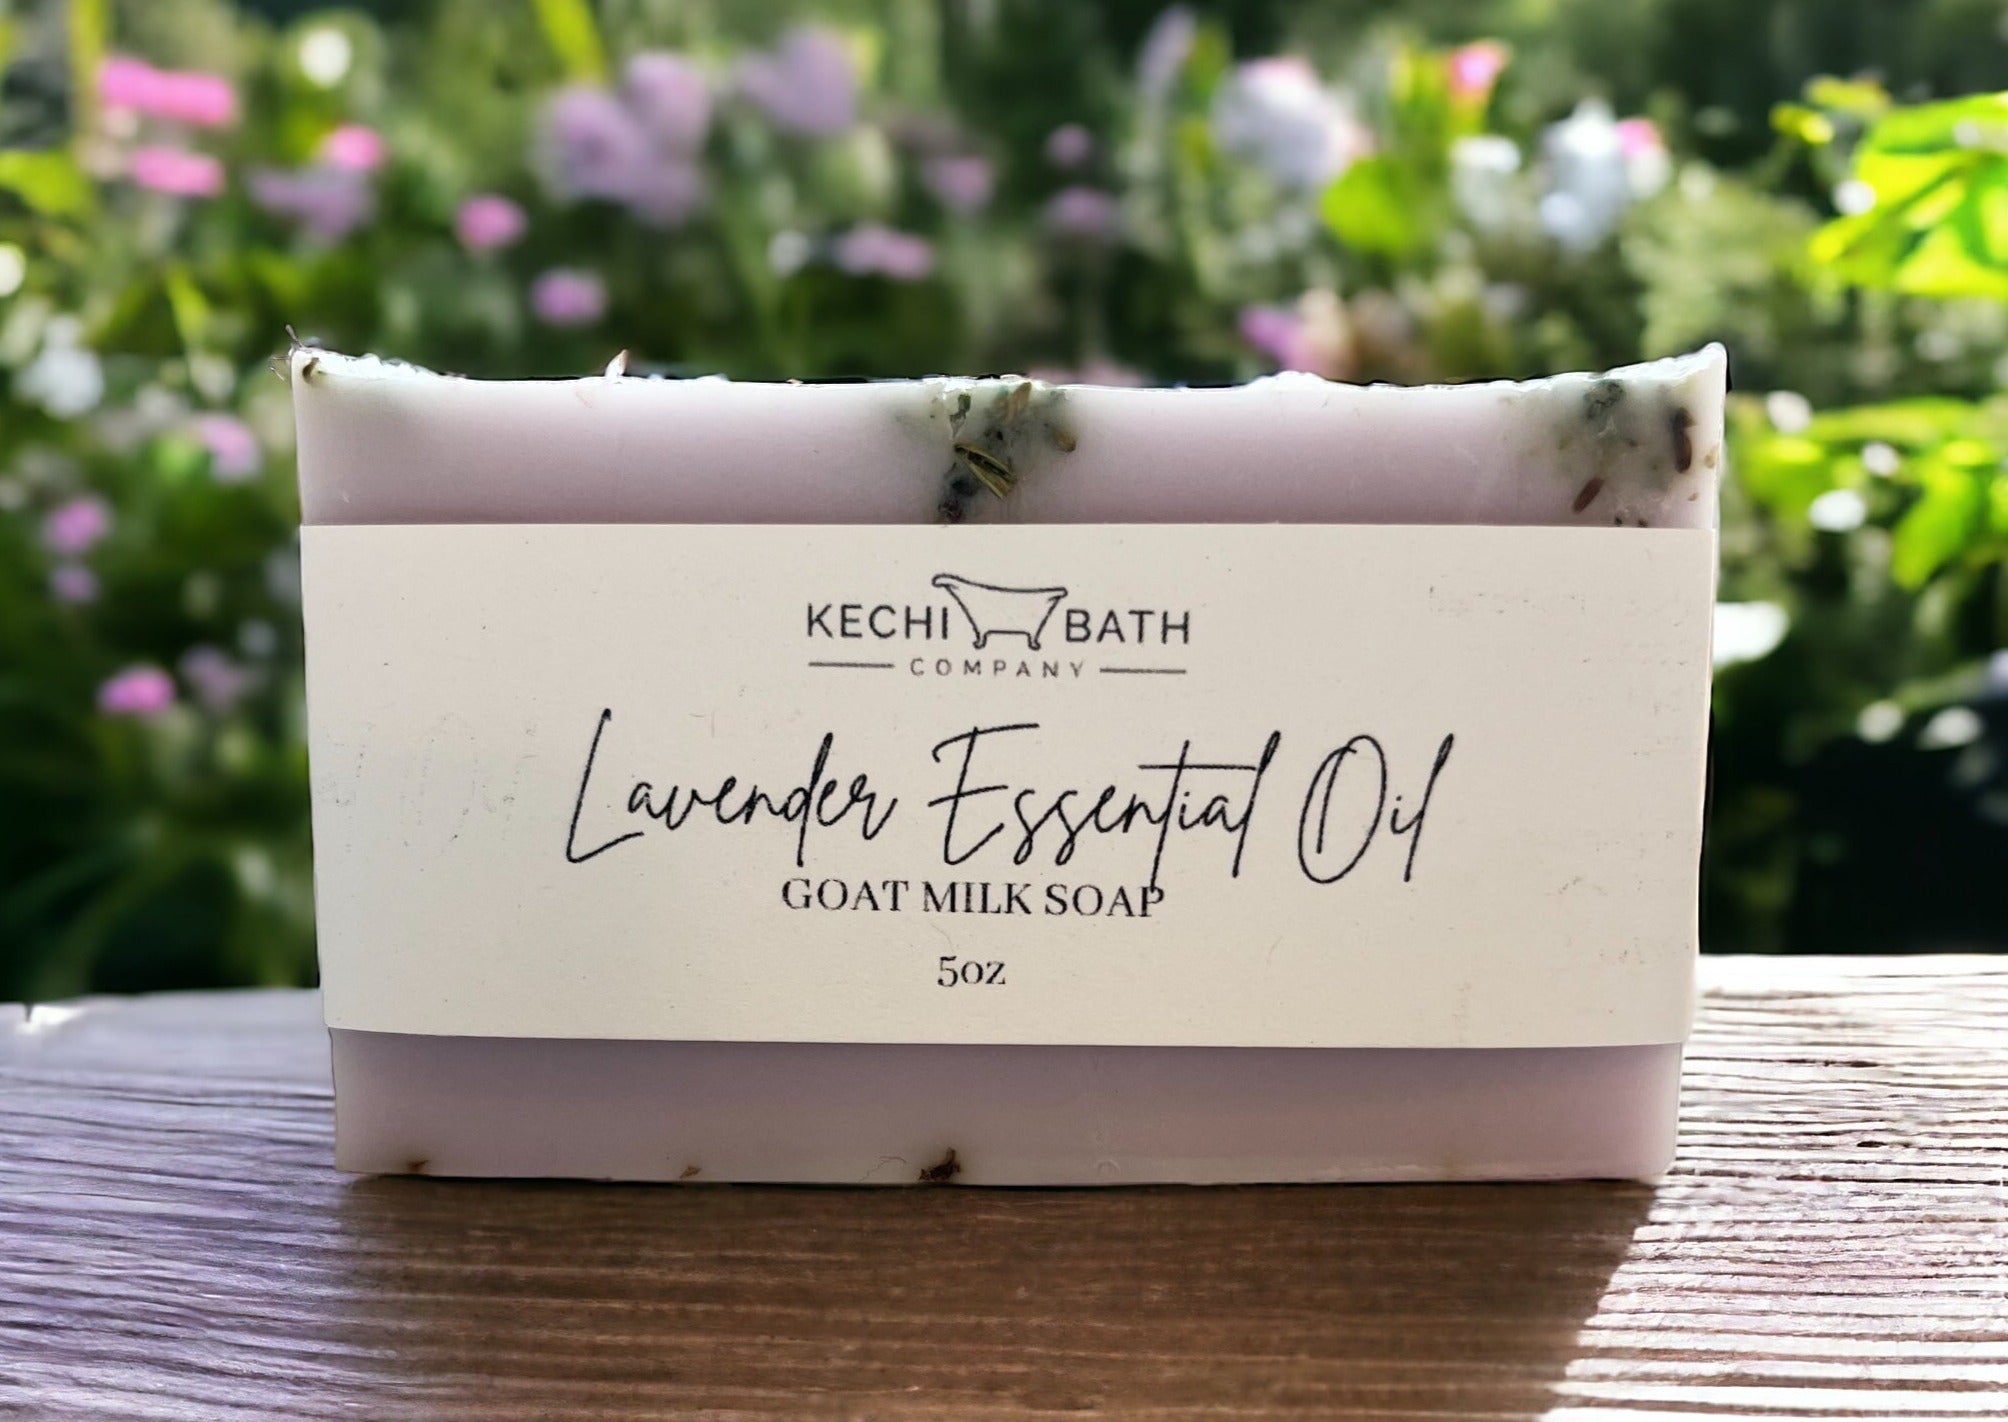 KECHI BATH
COMPANY
Lavender Essential Oil
GOAT MILK SOAP
5oz